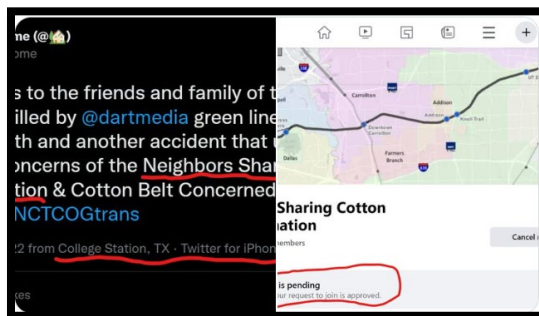 me (@🏠)
ome
s to the friends and family of t
illed by @dartmedia green line
th and another accident that
oncerns of the Neighbors Shar
tion & Cotton Belt Concerned
NCTCOGtrans
22 from College Station, TX · Twitter for iPhon
kes
Carrollton
Addison
Addison
Knoll Trail
Downtown
Carrollton
Farmers
Branch
Dallas
Sharing Cotton
nation
embers
Cancel
is pending
ur request to join is approved.